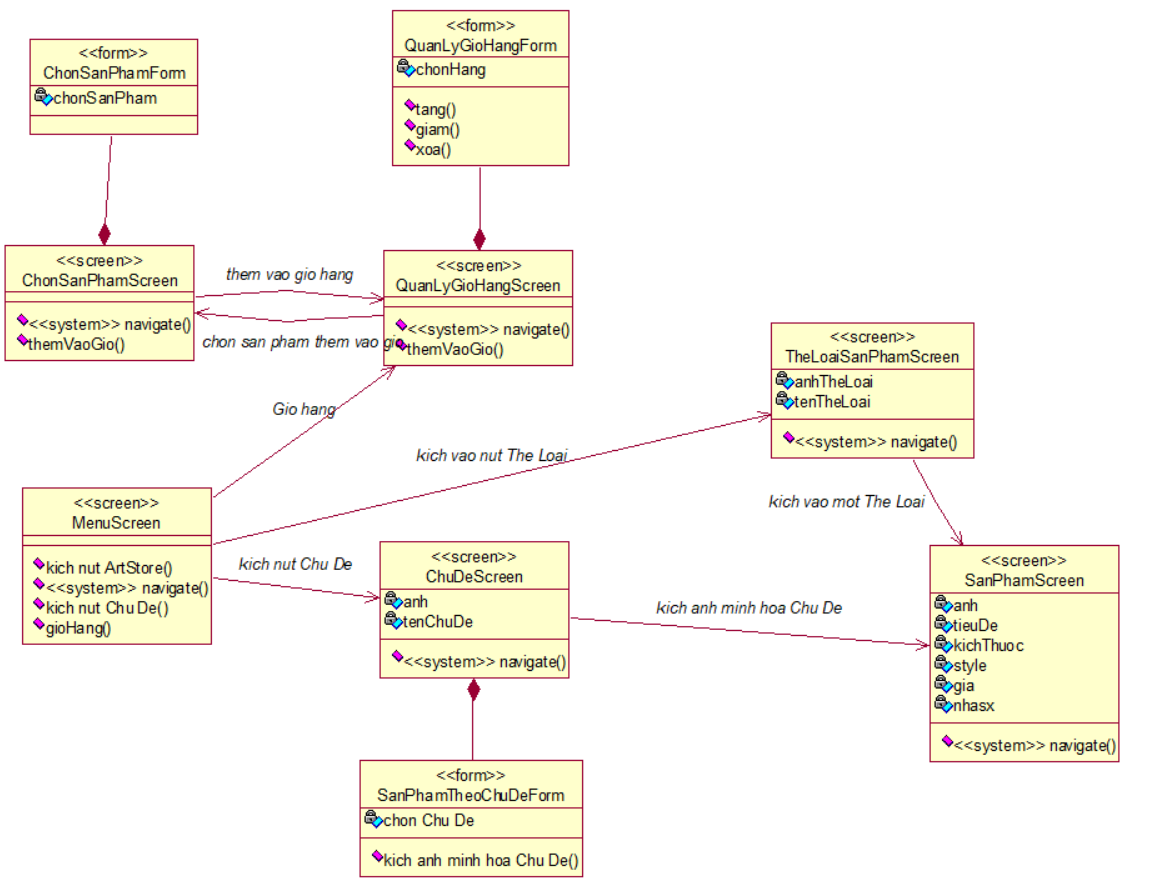 <<form>>
ChonSanPhamForm
chonSanPham
<<form>>
QuanLyGioHangForm
chonHang
tang()
giam()
xoa()
<<screen>>
ChonSanPhamScreen
<<system>> navigate()
themVaoGio()
them vao gio hang
chon san pham them vao gio
<<screen>>
QuanLyGioHangScreen
<<system>> navigate()
themVaoGio()
Gio hang
kich vao nut The Loai
<<screen>>
TheLoaiSanPhamScreen
anhTheLoai
tenTheLoai
<<system>> navigate()
kich vao mot The Loai
<<screen>>
MenuScreen
kich nut ArtStore()
<<system>> navigate()
kich nut Chu De()
gioHang()
kich nut Chu De
<<screen>>
ChuDeScreen
anh
tenChuDe
<<system>> navigate()
kich anh minh hoa Chu De
<<screen>>
SanPhamScreen
anh
tieuDe
kichThuoc
style
gia
nhasx
<<system>> navigate()
<<form>>
SanPhamTheoChuDeForm
chon Chu De
kich anh minh hoa Chu De()